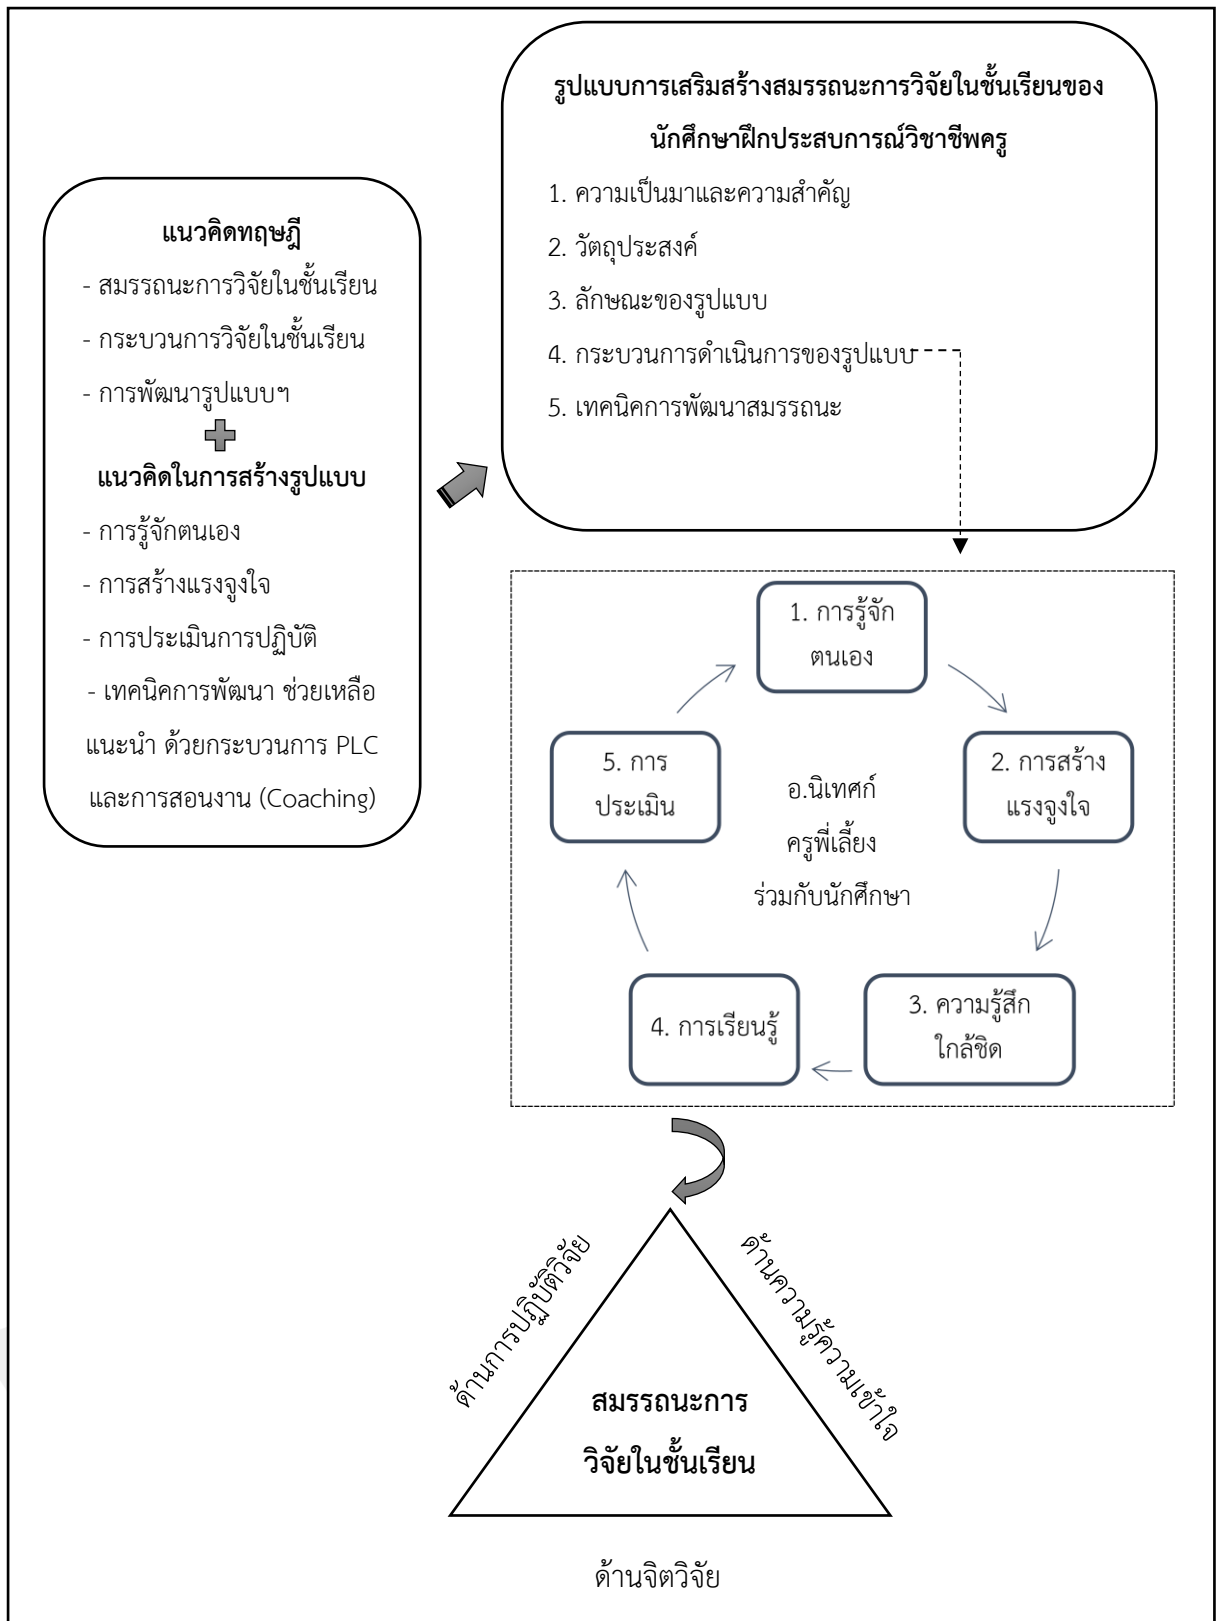 รูปแบบการเสริมสร้างสมรรถนะการวิจัยในชั้นเรียนของ
นักศึกษาฝึกประสบการณ์วิชาชีพครู
1. ความเป็นมาและความสำคัญ
2. วัตถุประสงค์
3. ลักษณะของรูปแบบ
4. กระบวนการดำเนินการของรูปแบบ
5. เทคนิคการพัฒนาสมรรถนะ
แนวคิดทฤษฎี
- สมรรถนะการวิจัยในชั้นเรียน
- กระบวนการวิจัยในชั้นเรียน
- การพัฒนารูปแบบฯ
แนวคิดในการสร้างรูปแบบ
- การรู้จักตนเอง
- การสร้างแรงจูงใจ
- การประเมินการปฏิบัติ
- เทคนิคการพัฒนา ช่วยเหลือ
แนะนำ ด้วยกระบวนการ PLC
และการสอนงาน (Coaching)
1. การรู้จัก
ตนเอง
2. การสร้าง
แรงจูงใจ
3. ความรู้สึก
ใกล้ชิด
4. การเรียนรู้
5. การ
ประเมิน
อ.นิเทศก์
ครูพี่เลี้ยง
ร่วมกับนักศึกษา
ด้านการปฏิบัติวิจัย
ด้านความรู้ความเข้าใจ
สมรรถนะการ
วิจัยในชั้นเรียน
ด้านจิตวิจัย